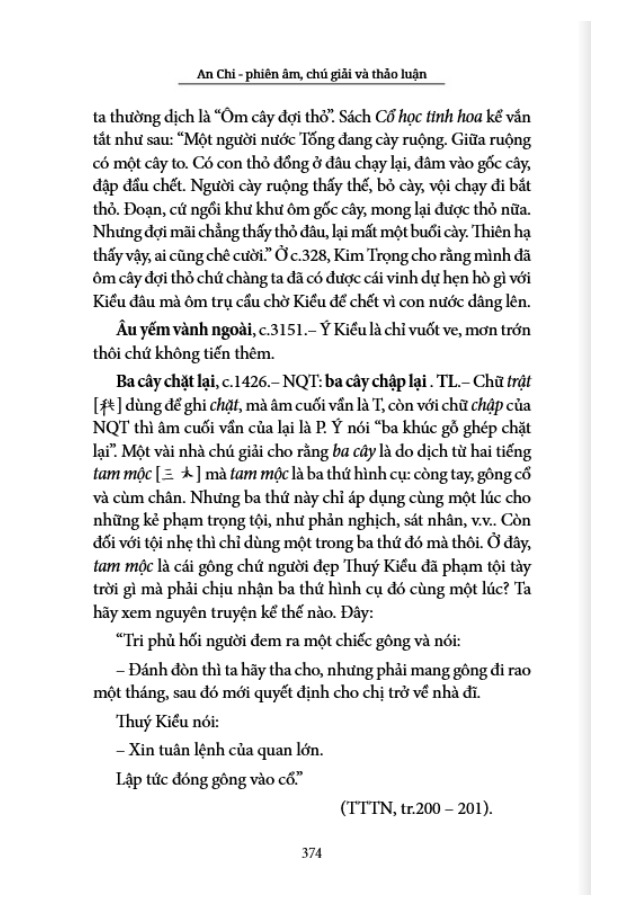 An Chi - phiên âm, chú giải và thảo luận
ta thường dịch là “Ôm cây đợi thỏ”. Sách Cổ học tinh hoa kể vắn
tắt như sau: “Một người nước Tống đang cày ruộng. Giữa ruộng
có một cây to. Có con thỏ đồng ở đâu chạy lại, đâm vào gốc cây,
đập đầu chết. Người cày ruộng thấy thế, bỏ cày, vội chạy đi bắt
thỏ. Đoạn, cứ ngồi khư khư ôm gốc cây, mong lại được thỏ nữa.
Nhưng đợi mãi chẳng thấy thỏ đâu, lại mất một buổi cày. Thiên hạ
thấy vậy, ai cũng chê cười.” Ở c.328, Kim Trọng cho rằng mình đã
ôm cây đợi thỏ chứ chàng ta đã có được cái vinh dự hẹn hò gì với
Kiều đâu mà ôm trụ cầu chờ Kiều để chết vì con nước dâng lên.
Âu yếm vành ngoài, c.3151.– Ý Kiều là chỉ vuốt ve, mơn trớn
thôi chứ không tiến thêm.
Ba cây chặt lại, c.1426.– NQT: ba cây chập lại . TL.– Chữ trật
[秩] dùng để ghi chặt, mà âm cuối vần là T, còn với chữ chập của
NQT thì âm cuối vần của lại là P. Ý nói “ba khúc gỗ ghép chặt
lại”. Một vài nhà chú giải cho rằng ba cây là do dịch từ hai tiếng
tam mộc [三 木] mà tam mộc là ba thứ hình cụ: còng tay, gông cổ
và cùm chân. Nhưng ba thứ này chỉ áp dụng cùng một lúc cho
những kẻ phạm trọng tội, như phản nghịch, sát nhân, v.v.. Còn
đối với tội nhẹ thì chỉ dùng một trong ba thứ đó mà thôi. Ở đây,
tam mộc là cái gông chứ người đẹp Thuý Kiều đã phạm tội tày
trời gì mà phải chịu nhận ba thứ hình cụ đó cùng một lúc? Ta
hãy xem nguyên truyện kể thế nào. Đây:
“Tri phủ hối người đem ra một chiếc gông và nói:
– Đánh đòn thì ta hãy tha cho, nhưng phải mang gông đi rao
một tháng, sau đó mới quyết định cho chị trở về nhà đĩ.
Thuý Kiều nói:
– Xin tuân lệnh của quan lớn.
Lập tức đóng gông vào cổ.”
(TTTN, tr.200 – 201).
374